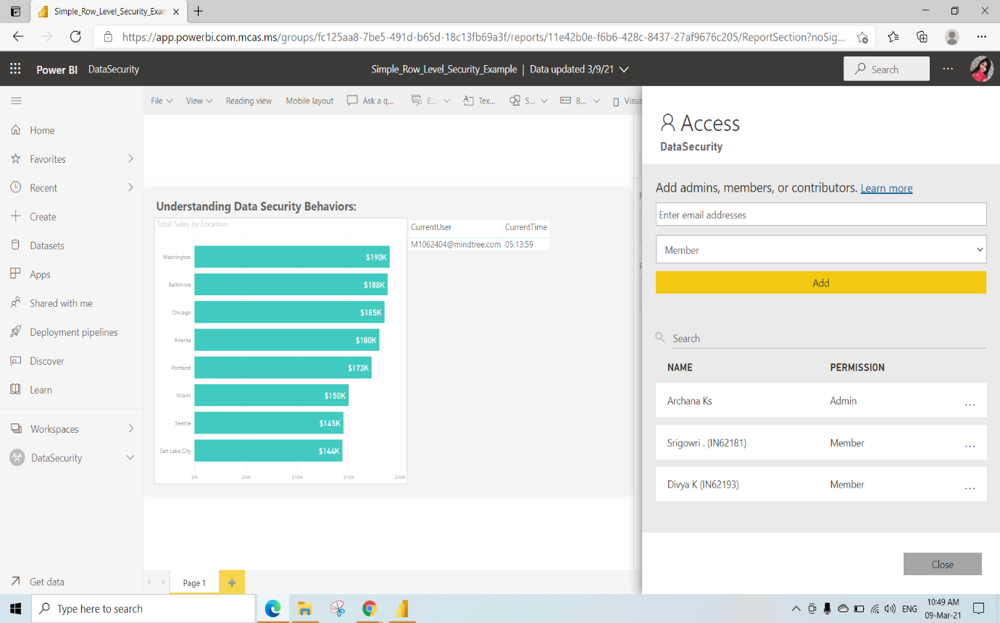 Simple_Row_Level_Security_Exam
https://app.powerbi.com.mcas.ms/groups/fc125aa8-7be5-491d-b65d-18c13fb69a3f/reports/11e42b0e-f6b6-428c-8437-27af9676c205/ReportSection?noSig...
Power BI DataSecurity
Simple_Row_Level_Security_Example | Data updated 3/9/21
Search
File View Reading view Mobile layout Ask a q... E... Tex... S... B... Visua
Home
Favorites
Recent
Create
Datasets
Apps
Shared with me
Deployment pipelines
Discover
Learn
Workspaces
DataSecurity
Get data
Understanding Data Security Behaviors:
Total Sales by Location
Washington $190K
Baltimore $188K
Chicago $185K
Atlanta $180K
Portland $173K
Miami $150K
Seattle $145K
Salt Lake City $144K
$0K $50K $100K $150K $200K
CurrentUser CurrentTime
M1062404@mindtree.com 05:13:59
Page 1
Access
DataSecurity
Add admins, members, or contributors. Learn more
Enter email addresses
Member
Add
Search
NAME PERMISSION
Archana Ks Admin ...
Srigowri . (IN62181) Member ...
Divya K (IN62193) Member ...
Close
Type here to search
ENG
10:49 AM
09-Mar-21